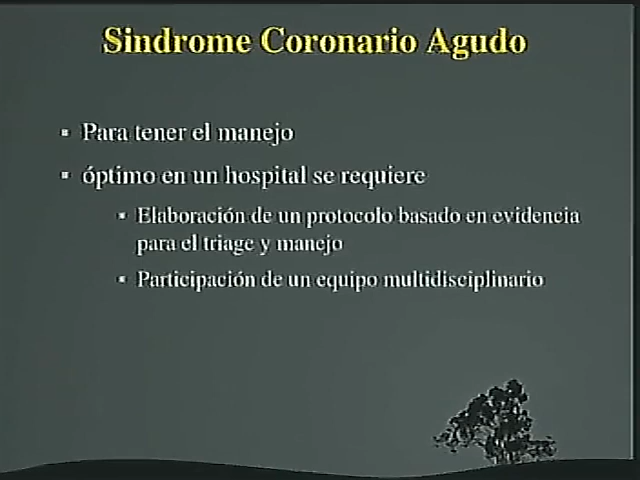 Sindrome Coronario Agudo
▪ Para tener el manejo
▪ óptimo en un hospital se requiere
▪ Elaboración de un protocolo basado en evidencia
para el triage y manejo
▪ Participación de un equipo multidisciplinario